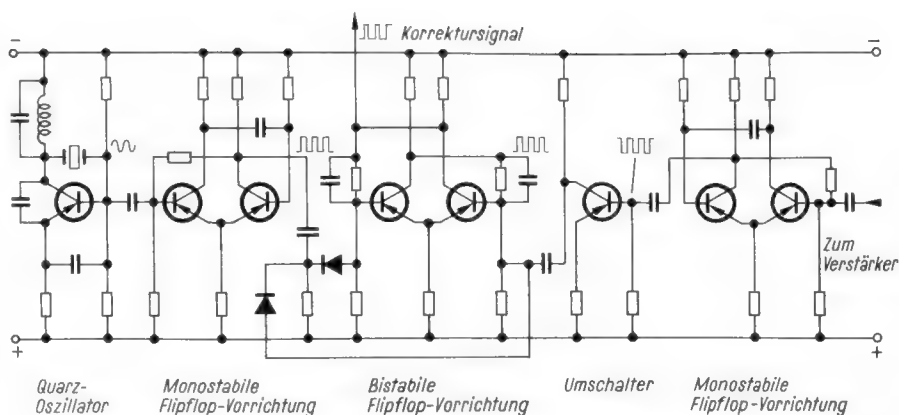 Korrektursignal
− −
Zum
Verstärker
+ +
Quarz-
Oszillator
Monostabile
Flipflop-Vorrichtung
Bistabile
Flipflop-Vorrichtung
Umschalter
Monostabile
Flipflop-Vorrichtung